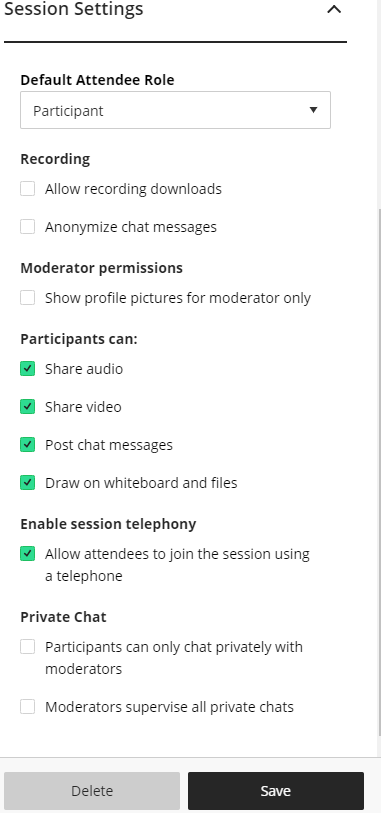 Session Settings
Default Attendee Role
Participant
Recording
Allow recording downloads
Anonymize chat messages
Moderator permissions
Show profile pictures for moderator only
Participants can:
Share audio
Share video
Post chat messages
Draw on whiteboard and files
Enable session telephony
Allow attendees to join the session using
a telephone
Private Chat
Participants can only chat privately with
moderators
Moderators supervise all private chats
Delete
Save